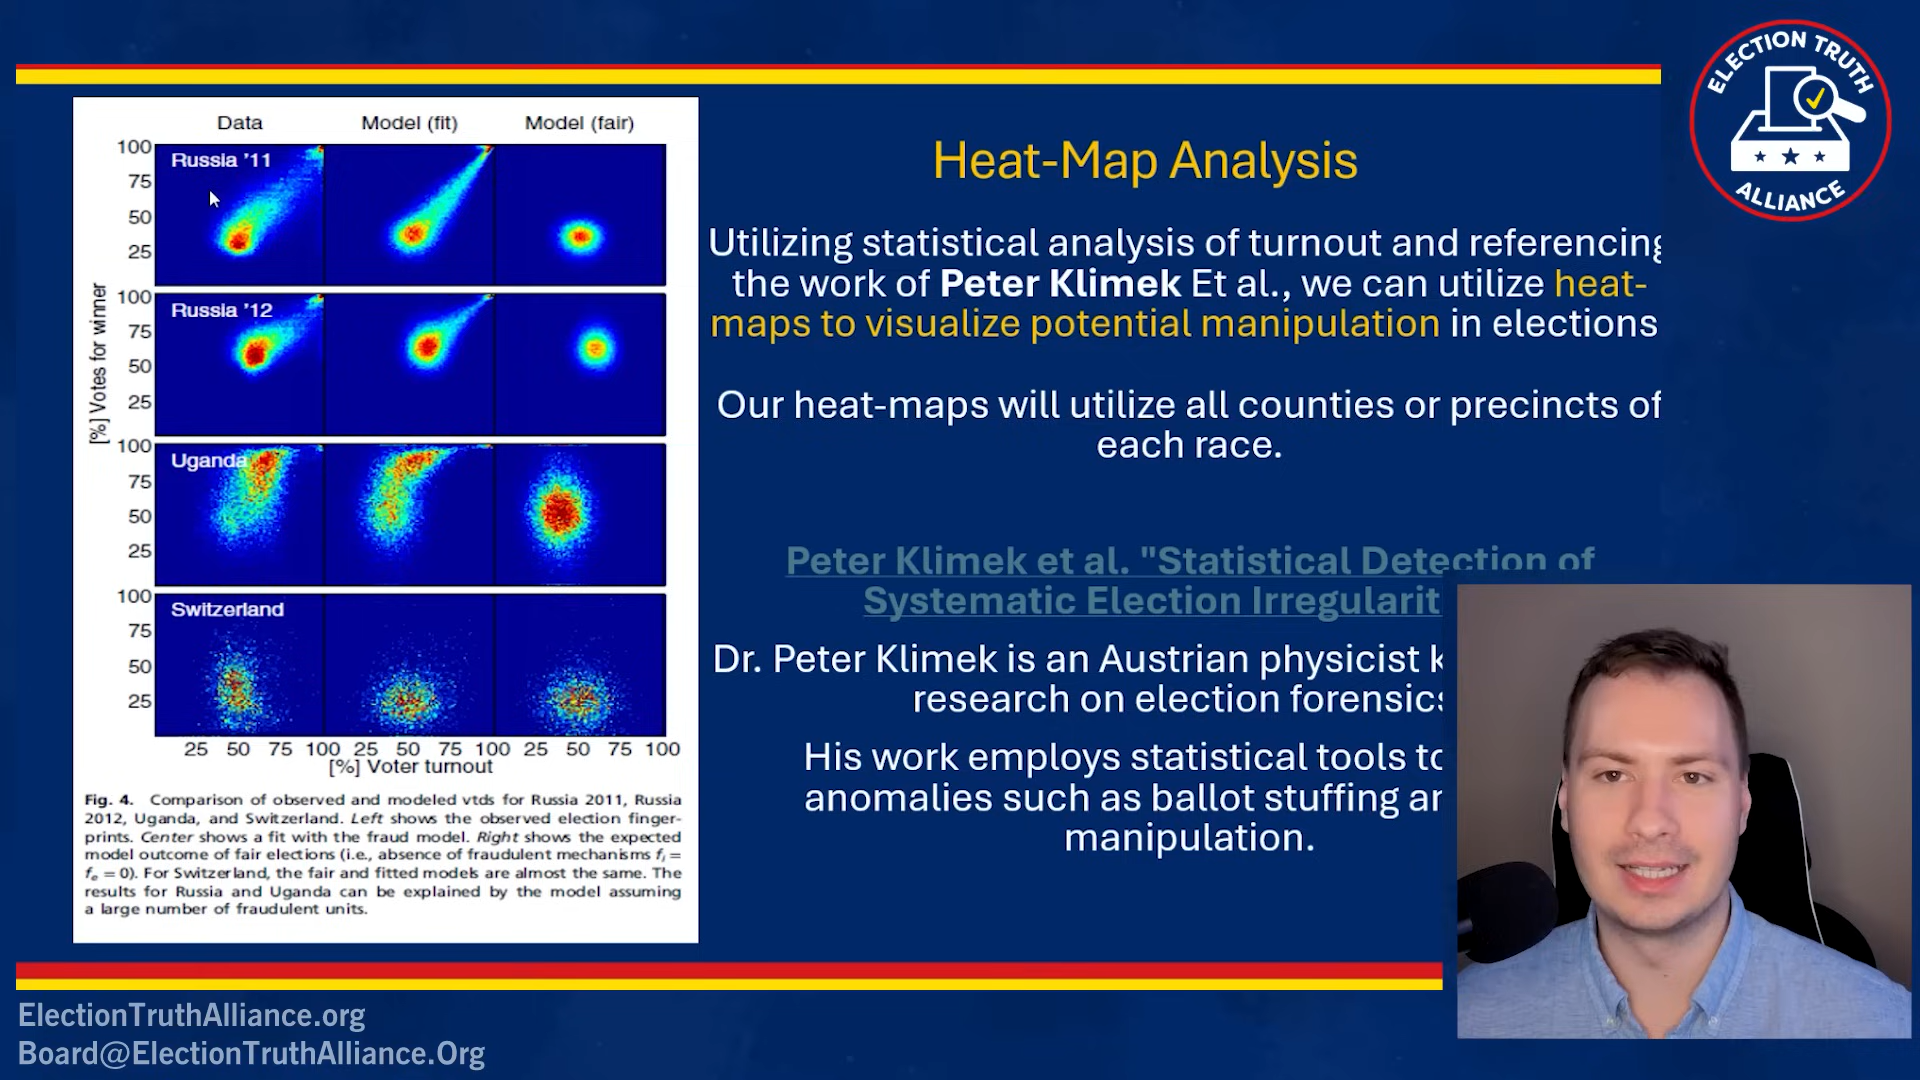 ELECTION TRUTH
ALLIANCE
Data Model (fit) Model (fair)
100
75
50
25
Russia '11
100
75
50
25
Russia '12
100
75
50
25
Uganda
100
75
50
25
Switzerland
[%] Votes for winner
25 50 75 100 25 50 75 100 25 50 75 100
[%] Voter turnout
Fig. 4. Comparison of observed and modeled vtds for Russia 2011, Russia
2012, Uganda, and Switzerland. Left shows the observed election finger-
prints. Center shows a fit with the fraud model. Right shows the expected
model outcome of fair elections (i.e., absence of fraudulent mechanisms fi =
fe = 0). For Switzerland, the fair and fitted models are almost the same. The
results for Russia and Uganda can be explained by the model assuming
a large number of fraudulent units.
Heat-Map Analysis
Utilizing statistical analysis of turnout and referencing
the work of Peter Klimek Et al., we can utilize heat-
maps to visualize potential manipulation in elections
Our heat-maps will utilize all counties or precincts of
each race.
Peter Klimek et al. "Statistical Detection of
Systematic Election
Dr. Peter Klimek is an Austrian physicist
research on election forensics
His work employs statistical tools to
anomalies such as ballot stuffing
manipulation.
ElectionTruthAlliance.org
Board@ElectionTruthAlliance.Org